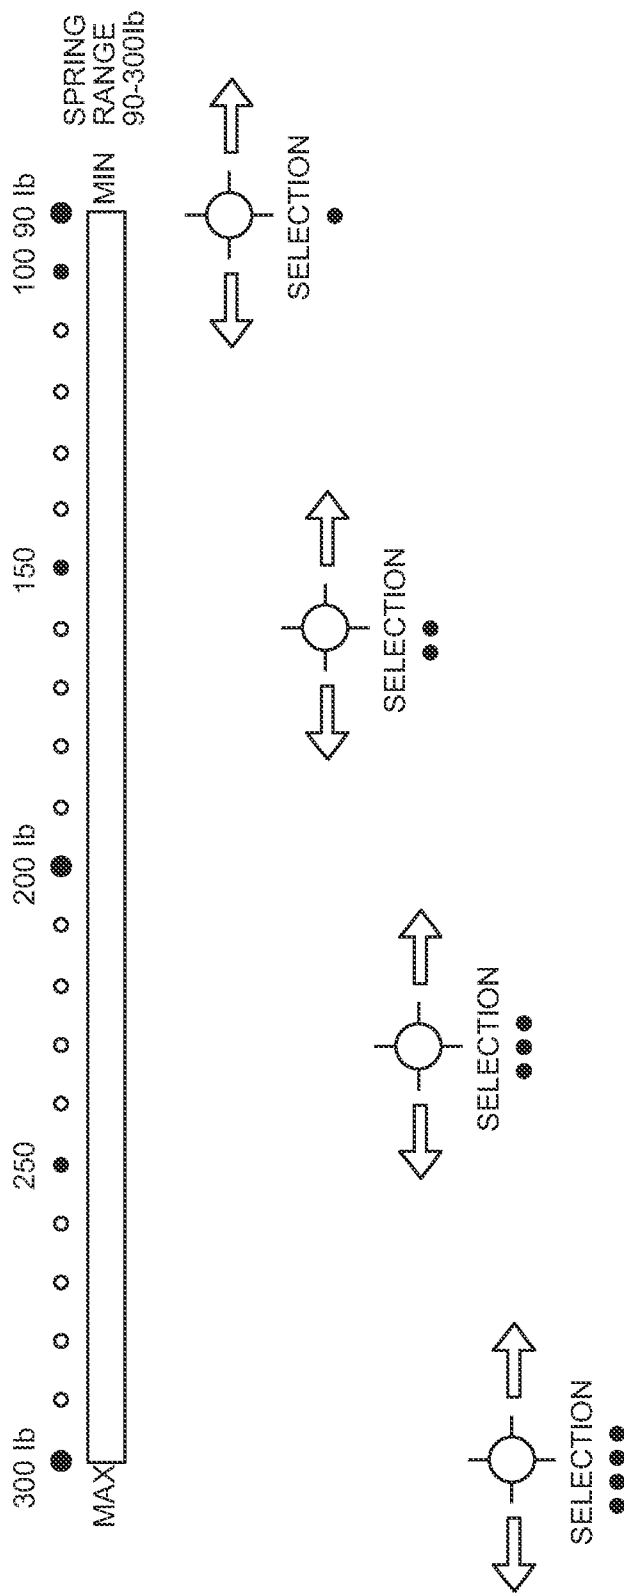 300 lb
250
200 lb
150
100 90 lb
MAX
MIN
SPRING
RANGE
90-300lb
SELECTION
SELECTION
SELECTION
SELECTION